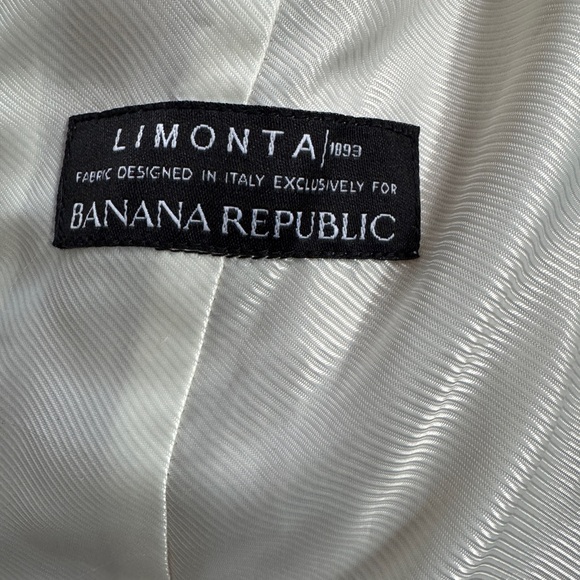 LIMONTA/1893
FABRIC DESIGNED IN ITALY EXCLUSIVELY FOR
BANANA REPUBLIC